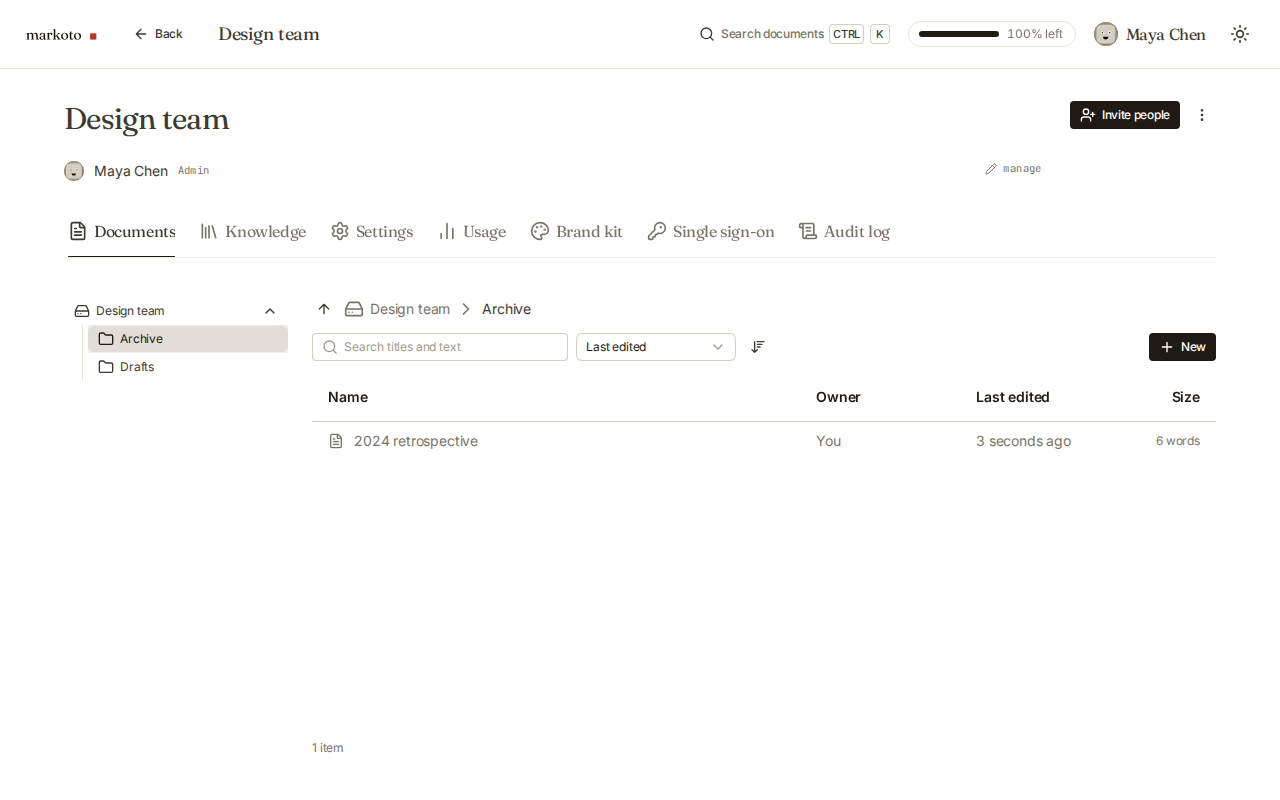 markoto
Back
Design team
Search documents CTRL K
100% left
Maya Chen
Design team
Invite people
Maya Chen Admin
manage
Documents Knowledge Settings Usage Brand kit Single sign-on Audit log
Design team
Archive
Drafts
Design team Archive
Search titles and text
Last edited
New
Name Owner Last edited Size
2024 retrospective You 3 seconds ago 6 words
1 item